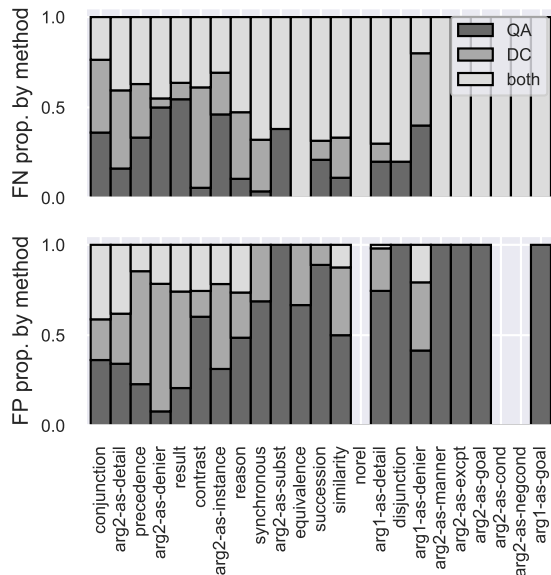 FN prop. by method
1.0
0.5
0.0
QA
DC
both
FP prop. by method
1.0
0.5
0.0
conjunction
arg2-as-detail
precedence
arg2-as-denier
result
contrast
arg2-as-instance
reason
synchronous
arg2-as-subst
equivalence
succession
similarity
norel
arg1-as-detail
disjunction
arg1-as-denier
arg2-as-manner
arg2-as-excpt
arg2-as-goal
arg2-as-cond
arg2-as-negcond
arg1-as-goal